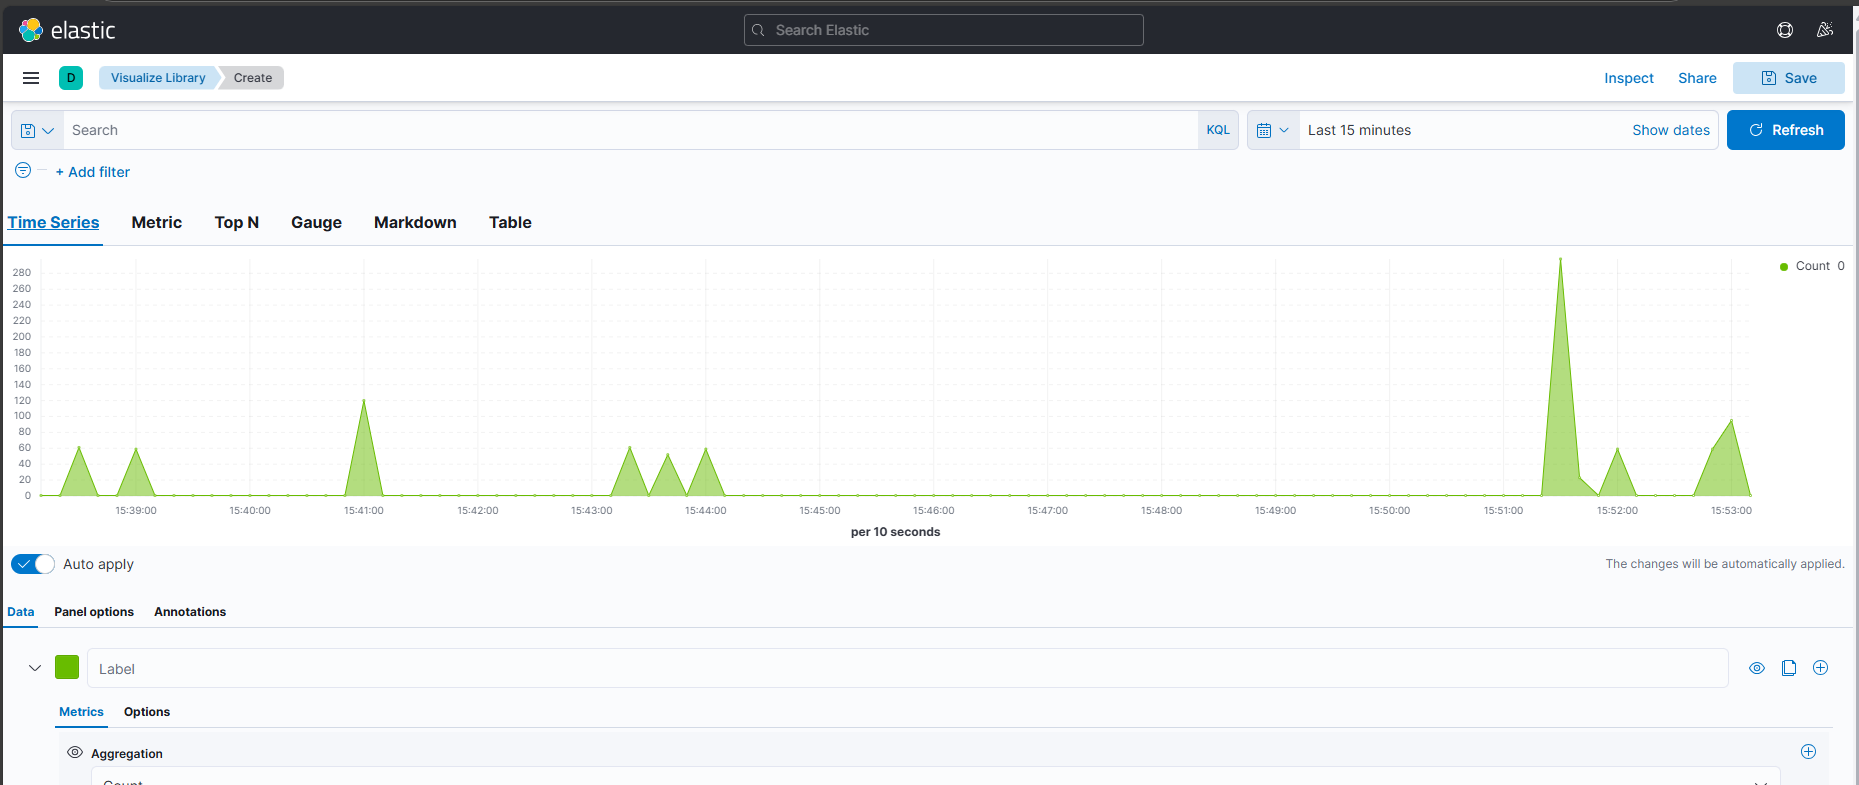 elastic
Search Elastic
D
Visualize Library
Create
Inspect
Share
Save
Search
KQL
Last 15 minutes
Show dates
Refresh
+ Add filter
Time Series
Metric
Top N
Gauge
Markdown
Table
280
260
240
220
200
180
160
140
120
100
80
60
40
20
0
Count 0
15:39:00
15:40:00
15:41:00
15:42:00
15:43:00
15:44:00
15:45:00
15:46:00
15:47:00
15:48:00
15:49:00
15:50:00
15:51:00
15:52:00
15:53:00
per 10 seconds
Auto apply
The changes will be automatically applied.
Data
Panel options
Annotations
Label
Metrics
Options
Aggregation
Count